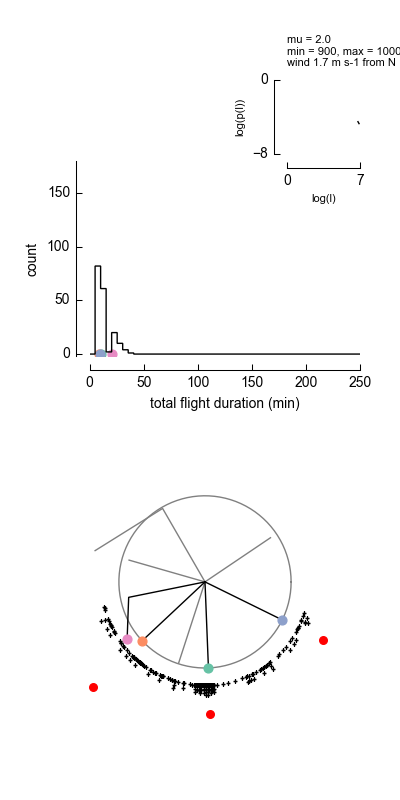 mu = 2.0
min = 900, max = 1000
wind 1.7 m s-1 from N
0
log(p(l))
−8
0 7
log(l)
150
100
count
50
0
0 50 100 150 200 250
total flight duration (min)